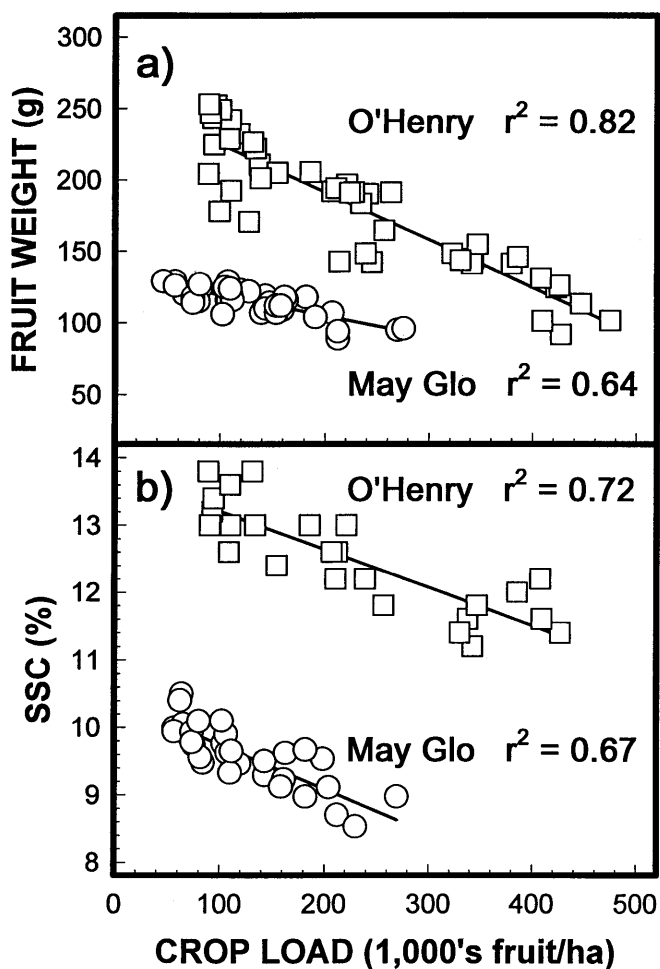 300
a)
FRUIT WEIGHT (g)
250
O'Henry r² = 0.82
200
150
100
50
May Glo r² = 0.64
14
b)
O'Henry r² = 0.72
13
12
SSC (%)
11
10
May Glo r² = 0.67
9
8
0 100 200 300 400 500
CROP LOAD (1,000's fruit/ha)